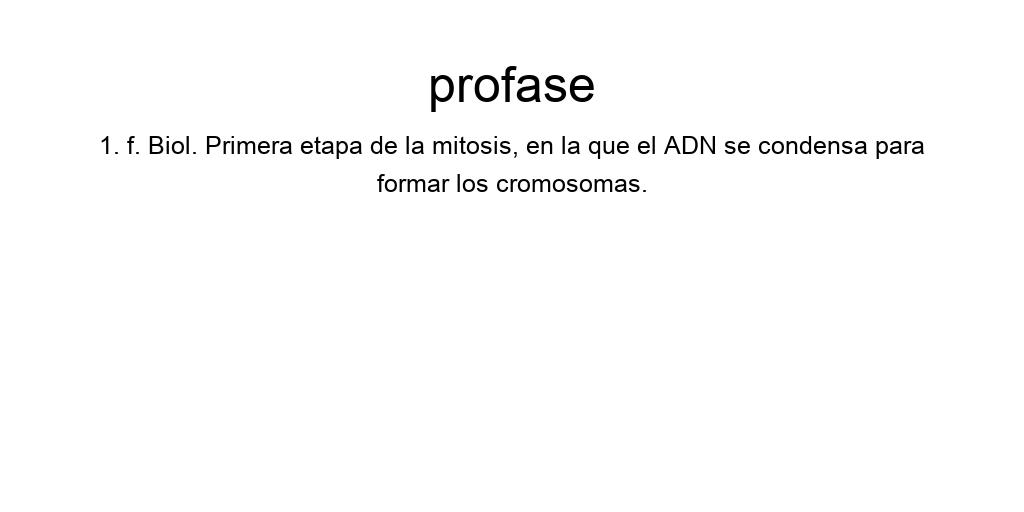 profase
1. f. Biol. Primera etapa de la mitosis, en la que el ADN se condensa para
formar los cromosomas.